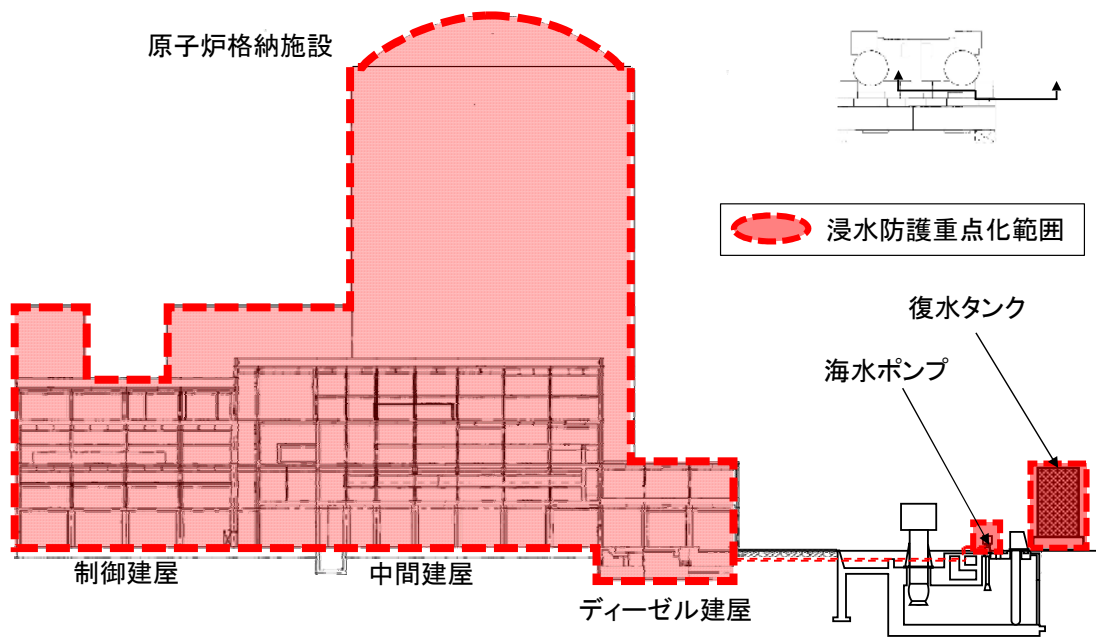 原子炉格納施設
浸水防護重点化範囲
復水タンク
海水ポンプ
制御建屋
中間建屋
ディーゼル建屋